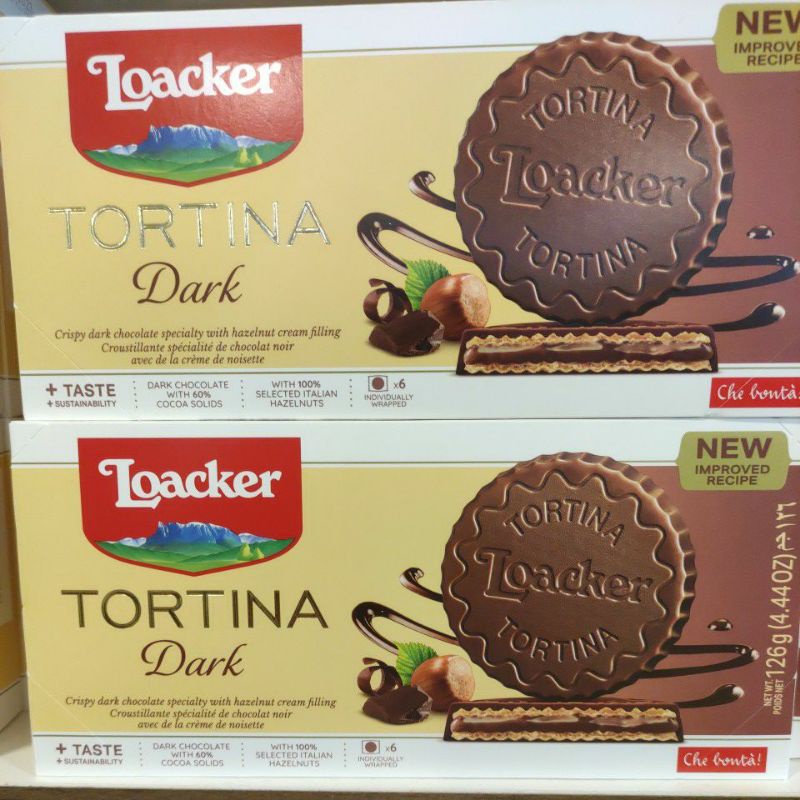 Loacker
TORTINA
Dark
Crispy dark chocolate specialty with hazelnut cream filling
Croustillante spécialité de chocolat noir
avec de la crème de noisette
+ TASTE
+ SUSTAINABILITY
DARK CHOCOLATE
WITH 60%
COCOA SOLIDS
WITH 100%
SELECTED ITALIAN
HAZELNUTS
x6
INDIVIDUALLY
WRAPPED
TORTINA
Loacker
TORTINA
NEW
IMPROVED
RECIPE
Che bontà!
Loacker
TORTINA
Dark
Crispy dark chocolate specialty with hazelnut cream filling
Croustillante spécialité de chocolat noir
avec de la crème de noisette
+ TASTE
+ SUSTAINABILITY
DARK CHOCOLATE
WITH 60%
COCOA SOLIDS
WITH 100%
SELECTED ITALIAN
HAZELNUTS
x6
INDIVIDUALLY
WRAPPED
TORTINA
Loacker
TORTINA
NEW
IMPROVED
RECIPE
NET WT.
POIDS NET
126g (4.44OZ) ١٢٦ جم
Che bontà!